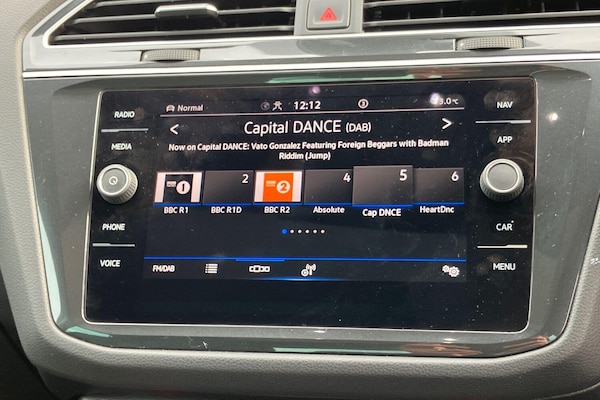 RADIO
MEDIA
PHONE
VOICE
Normal
12:12
3.0°C
Capital DANCE (DAB)
Now on Capital DANCE: Vato Gonzalez Featuring Foreign Beggars with Badman
Riddim (Jump)
1 2 2 4 5 6
BBC R1 BBC R1D BBC R2 Absolute Cap DNCE HeartDnc
FM/DAB
NAV
APP
CAR
MENU